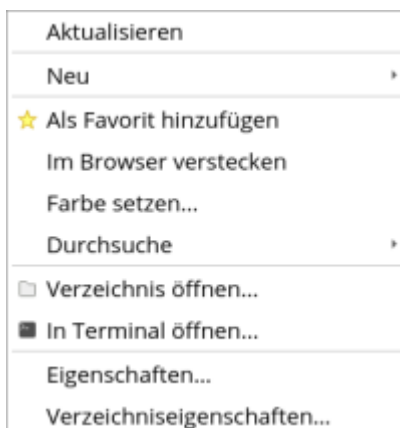 Aktualisieren
Neu
Als Favorit hinzufügen
Im Browser verstecken
Farbe setzen...
Durchsuche
Verzeichnis öffnen...
In Terminal öffnen...
Eigenschaften...
Verzeichniseigenschaften...